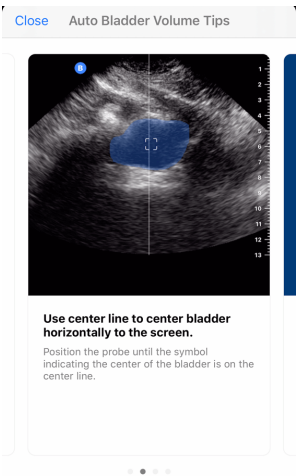 Close Auto Bladder Volume Tips
B
1
2
3
4
5
6
7
8
9
10
11
12
13
Use center line to center bladder
horizontally to the screen.
Position the probe until the symbol
indicating the center of the bladder is on the
center line.